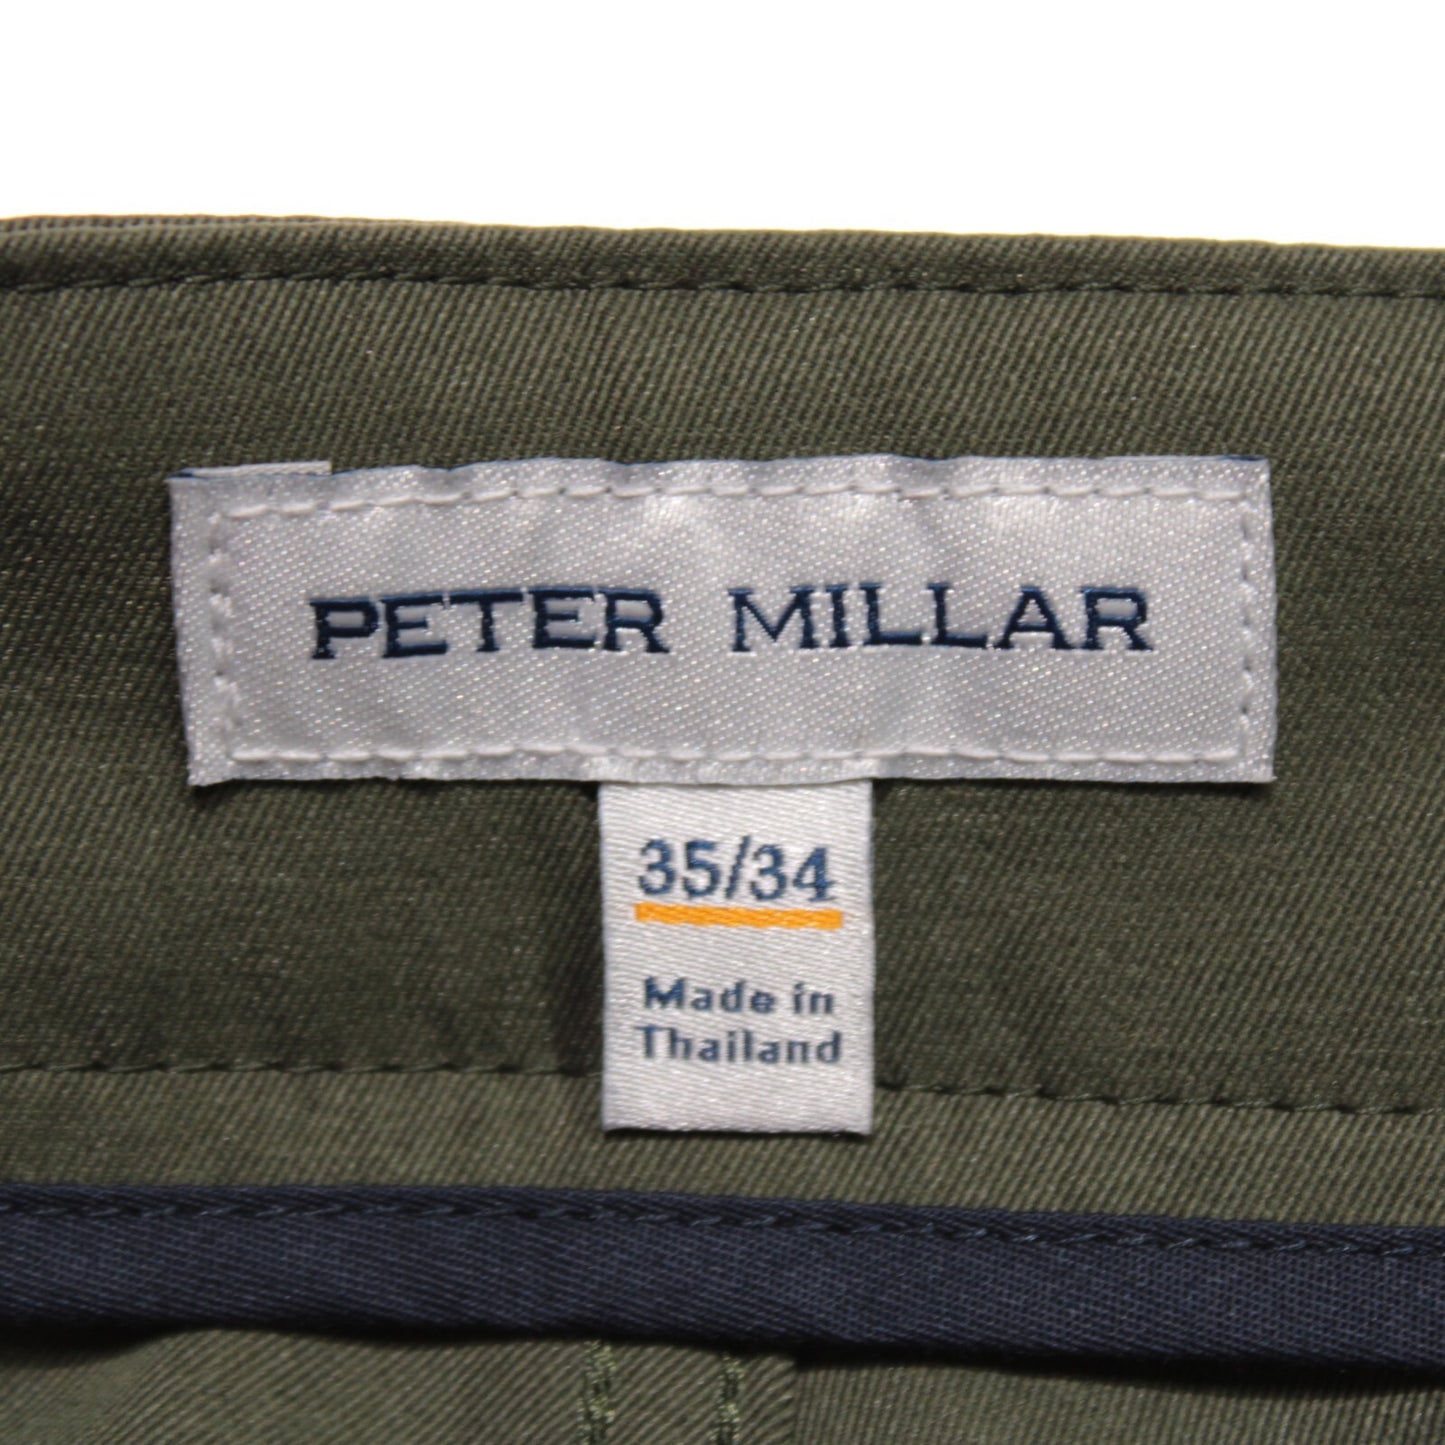 PETER MILLAR
35/34
Made in
Thailand